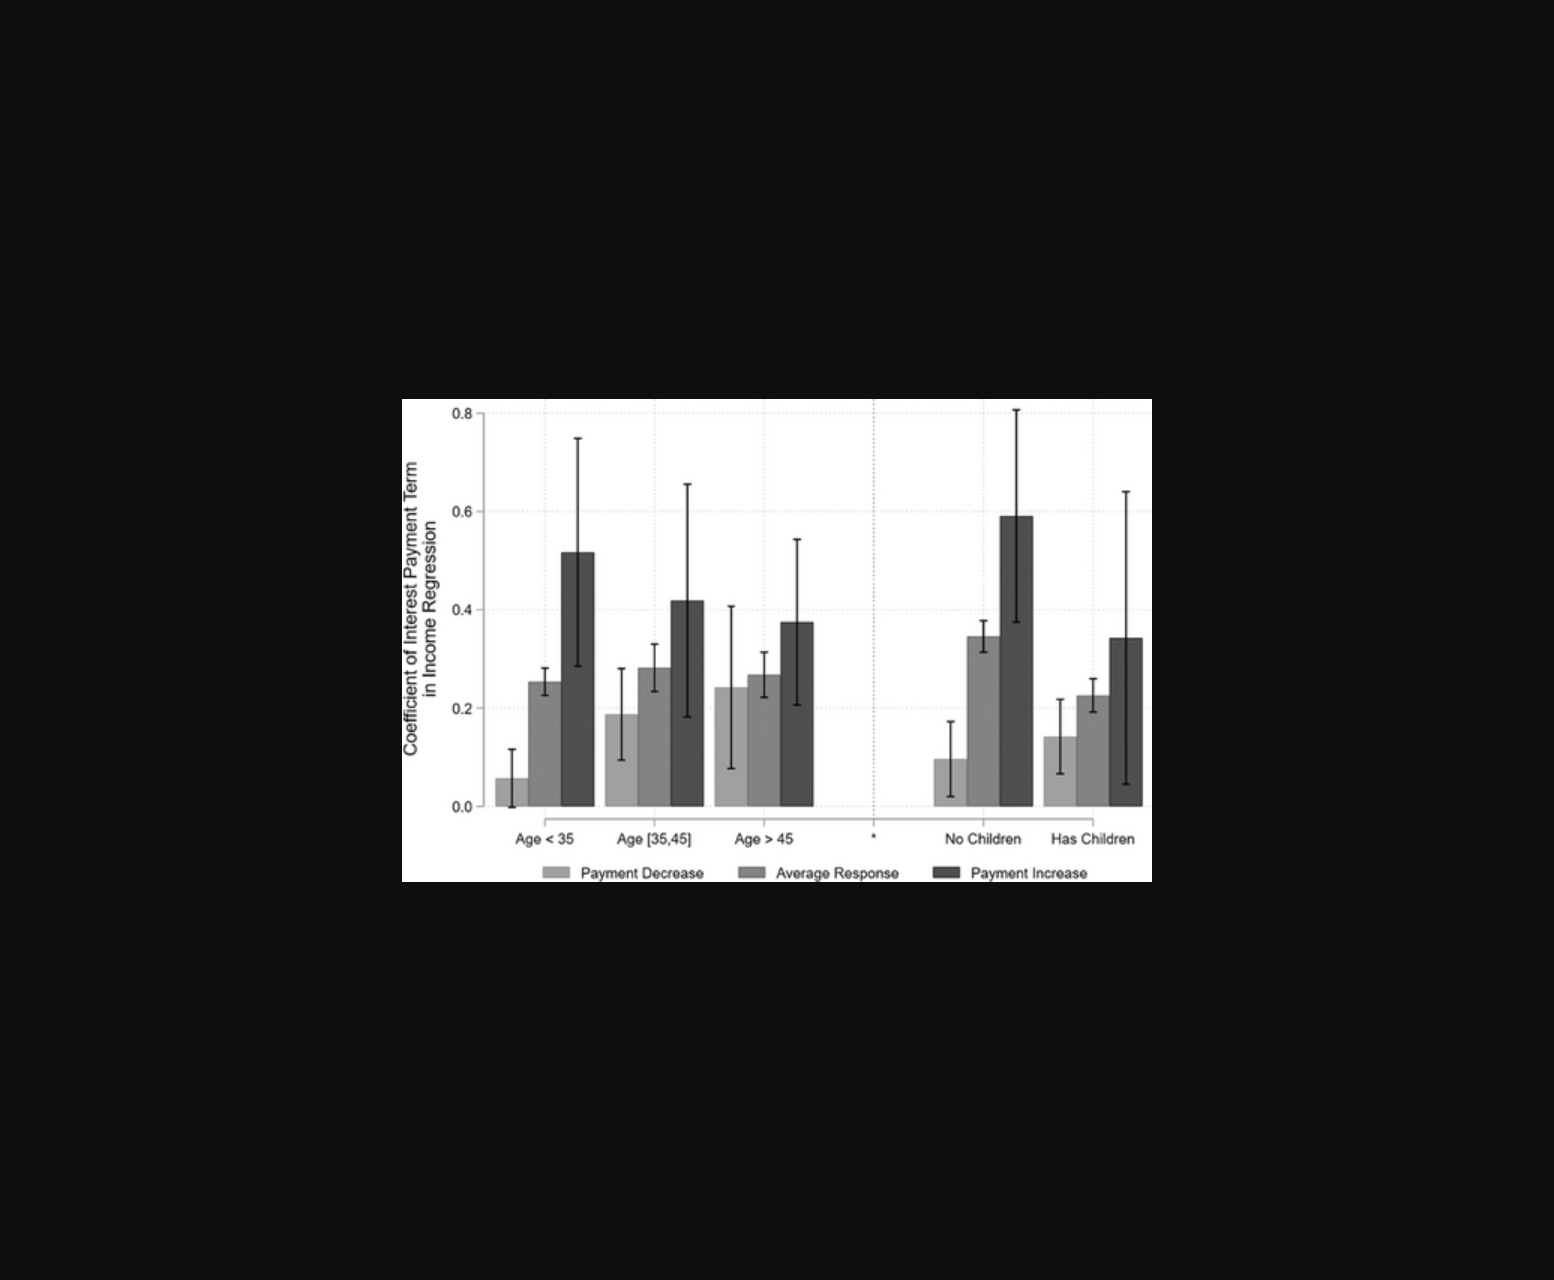 Coefficient of Interest Payment Term
in Income Regression
0.8
0.6
0.4
0.2
0.0
Age < 35 Age [35,45] Age > 45 * No Children Has Children
Payment Decrease Average Response Payment Increase